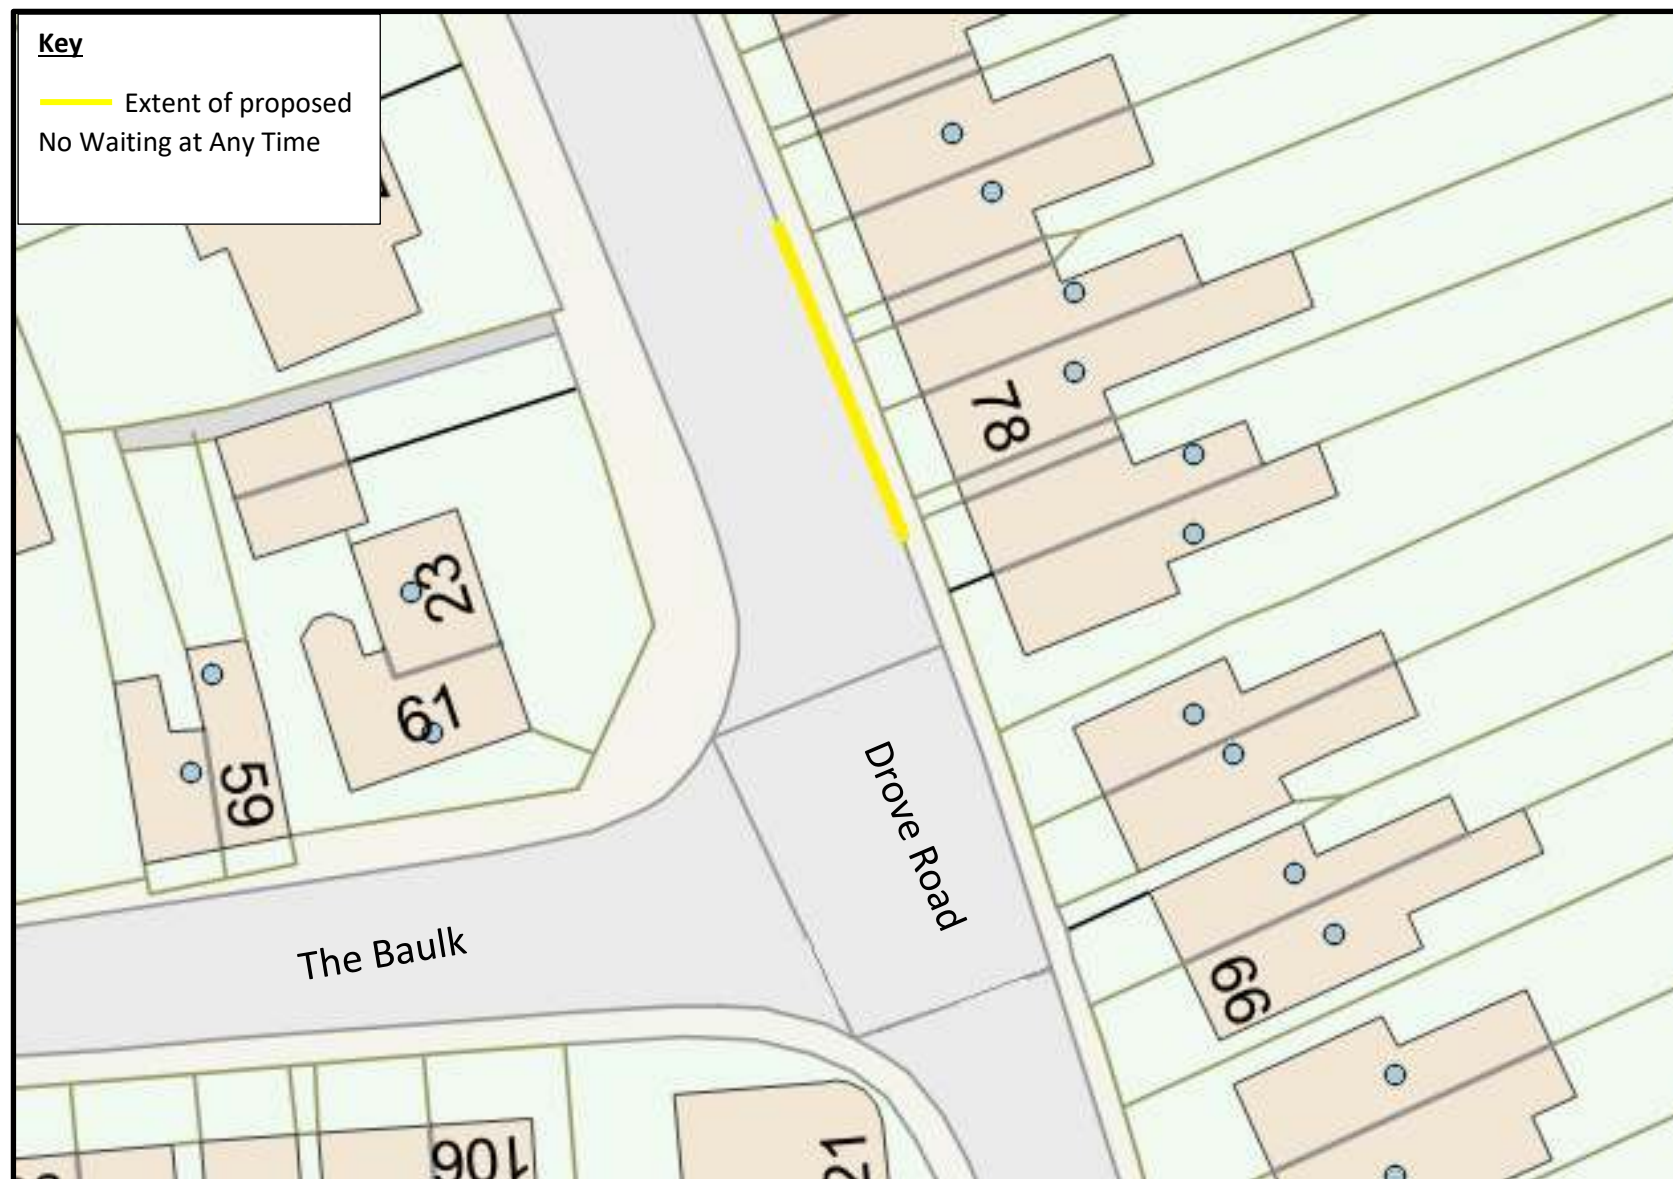 Key
Extent of proposed
No Waiting at Any Time
78
23
61
59
Drove Road
The Baulk
66
106
21